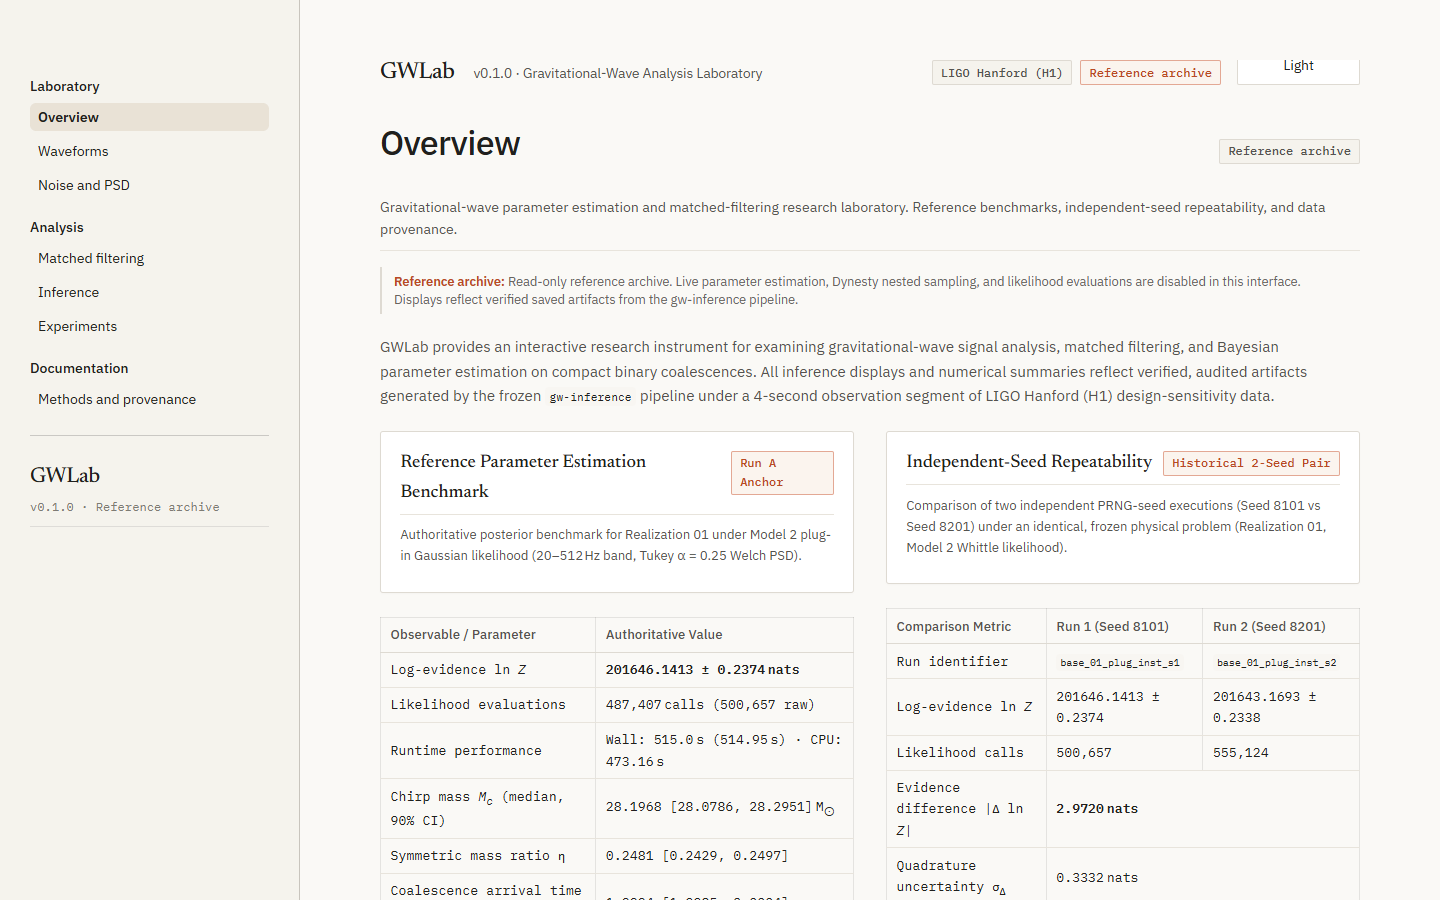 Laboratory
Overview
Waveforms
Noise and PSD
Analysis
Matched filtering
Inference
Experiments
Documentation
Methods and provenance
GWLab
v0.1.0 · Reference archive
GWLab v0.1.0 · Gravitational-Wave Analysis Laboratory
LIGO Hanford (H1)
Reference archive
Light
Overview
Reference archive
Gravitational-wave parameter estimation and matched-filtering research laboratory. Reference benchmarks, independent-seed repeatability, and data
provenance.
Reference archive: Read-only reference archive. Live parameter estimation, Dynesty nested sampling, and likelihood evaluations are disabled in this interface.
Displays reflect verified saved artifacts from the gw-inference pipeline.
GWLab provides an interactive research instrument for examining gravitational-wave signal analysis, matched filtering, and Bayesian
parameter estimation on compact binary coalescences. All inference displays and numerical summaries reflect verified, audited artifacts
generated by the frozen gw-inference pipeline under a 4-second observation segment of LIGO Hanford (H1) design-sensitivity data.
Reference Parameter Estimation
Benchmark
Run A
Anchor
Authoritative posterior benchmark for Realization 01 under Model 2 plug-
in Gaussian likelihood (20–512 Hz band, Tukey α = 0.25 Welch PSD).
Observable / Parameter
Authoritative Value
Log-evidence ln Z
201646.1413 ± 0.2374 nats
Likelihood evaluations
487,407 calls (500,657 raw)
Runtime performance
Wall: 515.0 s (514.95 s) · CPU:
473.16 s
Chirp mass Mc (median,
90% CI)
28.1968 [28.0786, 28.2951] M⊙
Symmetric mass ratio η
0.2481 [0.2429, 0.2497]
Coalescence arrival time
Independent-Seed Repeatability
Historical 2-Seed Pair
Comparison of two independent PRNG-seed executions (Seed 8101 vs
Seed 8201) under an identical, frozen physical problem (Realization 01,
Model 2 Whittle likelihood).
Comparison Metric
Run 1 (Seed 8101)
Run 2 (Seed 8201)
Run identifier
base_01_plug_inst_s1
base_01_plug_inst_s2
Log-evidence ln Z
201646.1413 ±
0.2374
201643.1693 ±
0.2338
Likelihood calls
500,657
555,124
Evidence
difference |Δ ln
Z|
2.9720 nats
Quadrature
uncertainty σΔ
0.3332 nats